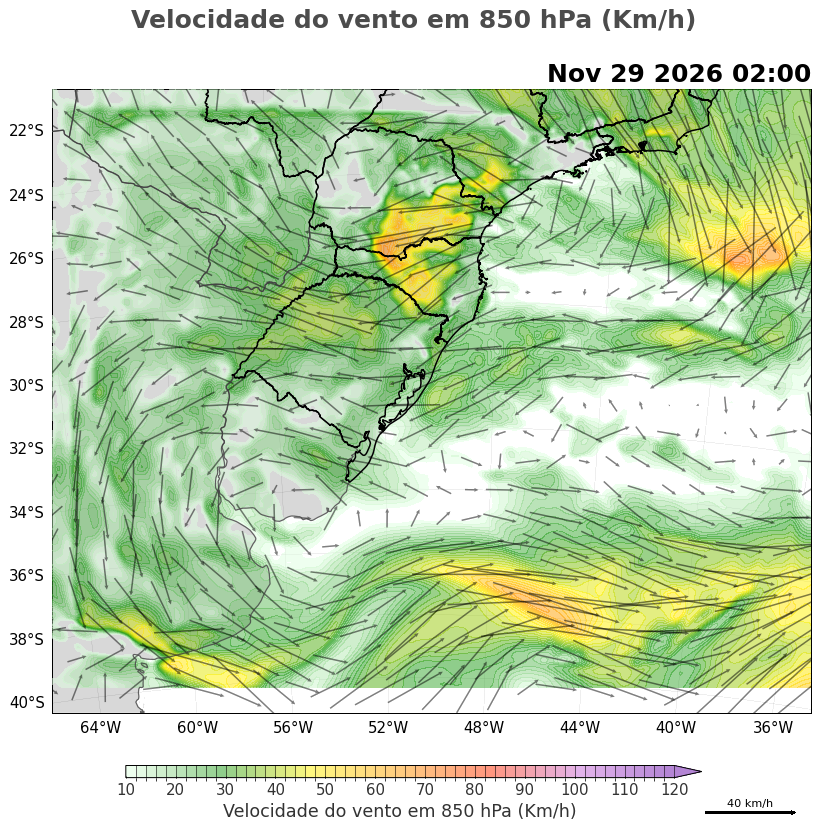 Velocidade do vento em 850 hPa (Km/h)
Nov 29 2026 02:00
22°S
24°S
26°S
28°S
30°S
32°S
34°S
36°S
38°S
40°S
64°W 60°W 56°W 52°W 48°W 44°W 40°W 36°W
10 20 30 40 50 60 70 80 90 100 110 120
Velocidade do vento em 850 hPa (Km/h)
40 km/h